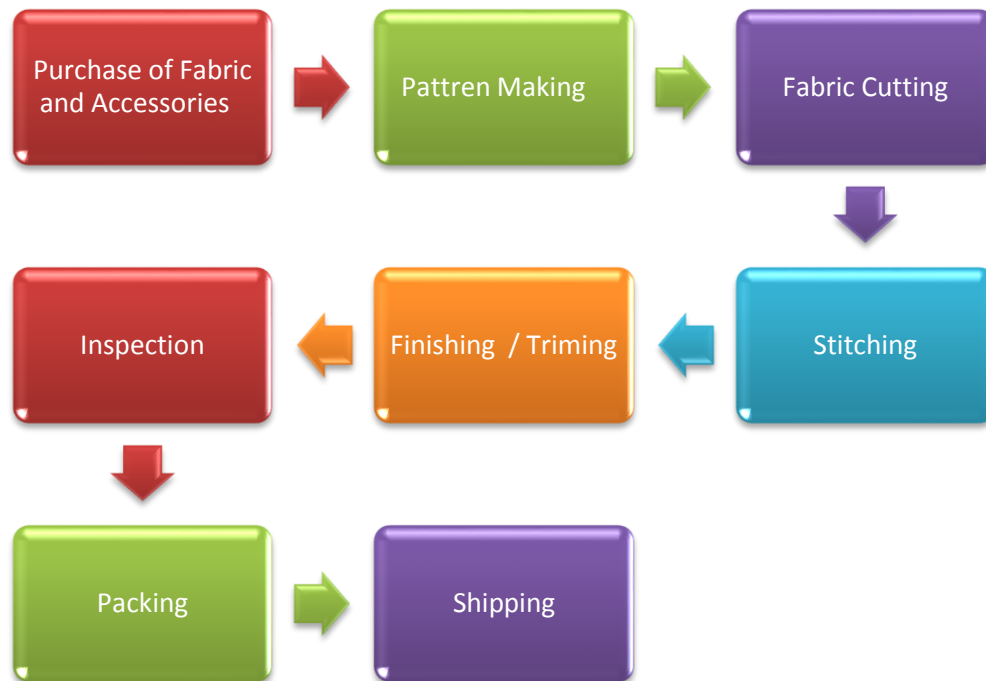 Purchase of Fabric
and Accessories
Pattren Making
Fabric Cutting
Stitching
Finishing / Triming
Inspection
Packing
Shipping